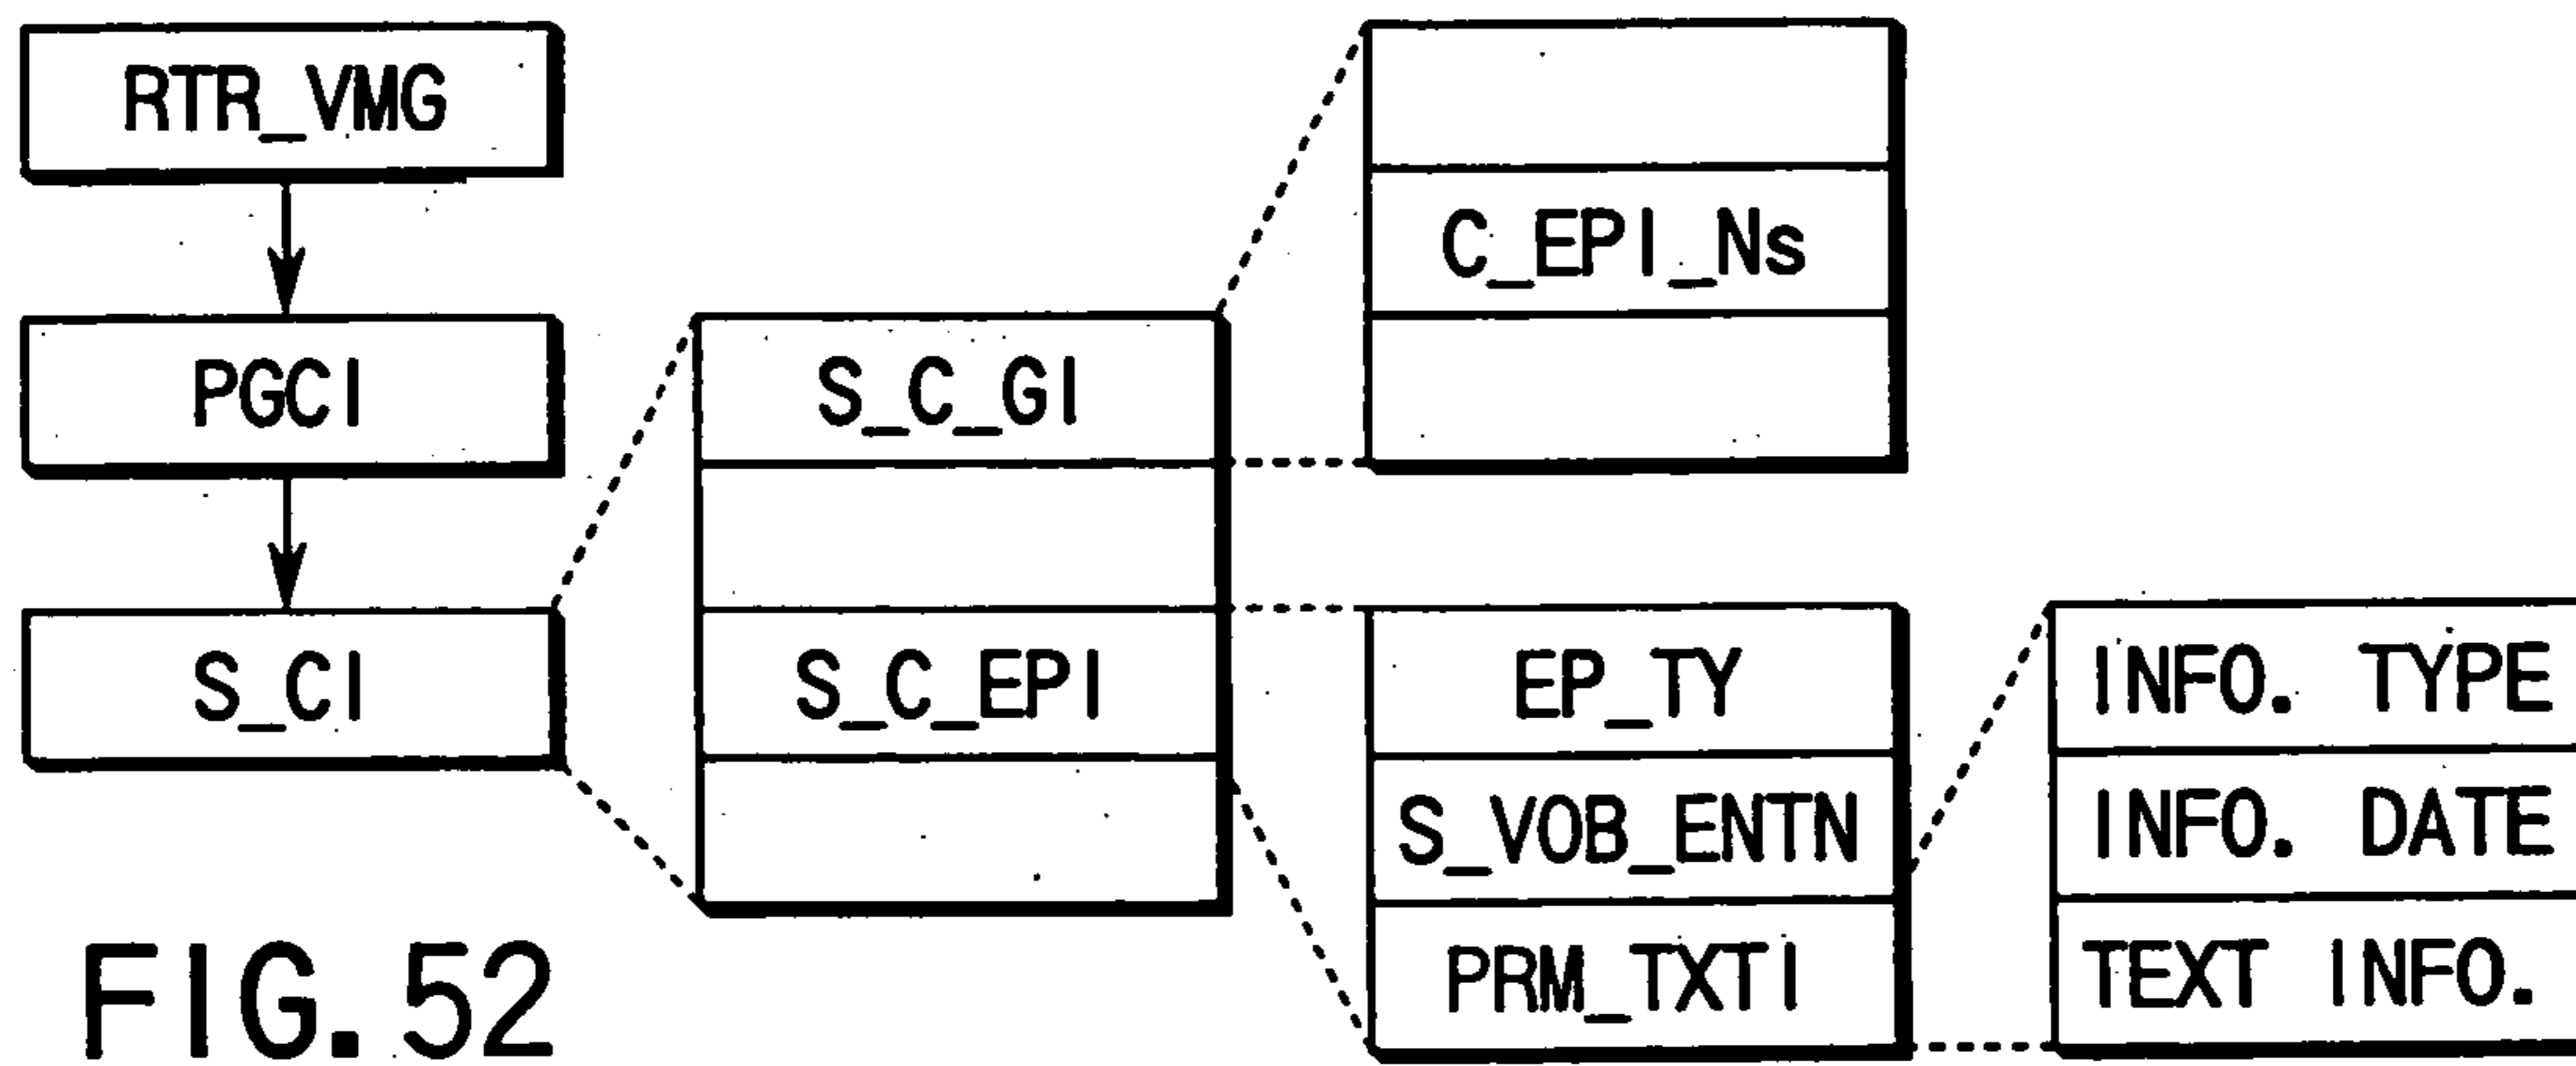 RTR_VMG
PGCI
S_CI
S_C_GI
S_C_EPI
C_EPI_Ns
EP_TY
S_VOB_ENTN
PRM_TXTI
INFO. TYPE
INFO. DATE
TEXT INFO.
FIG. 52